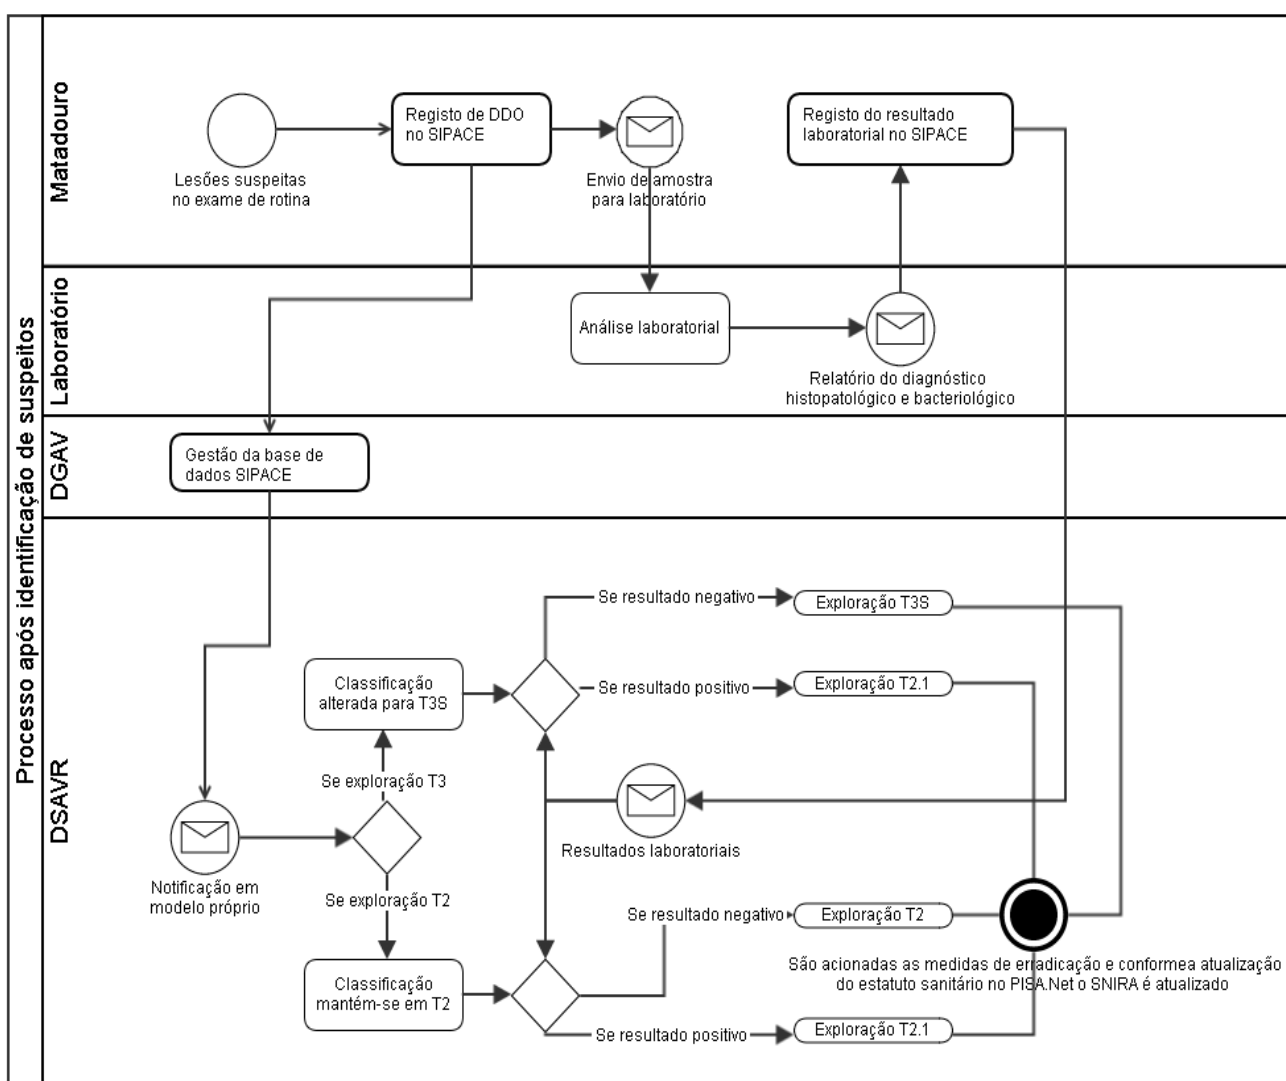 Processo após identificação de suspeitos
Matadouro
Lesões suspeitas
no exame de rotina
Registo de DDO
no SIPACE
Envio de amostra
para laboratório
Registo do resultado
laboratorial no SIPACE
Laboratório
Análise laboratorial
Relatório do diagnóstico
histopatológico e bacteriológico
DGAV
Gestão da base de
dados SIPACE
DSAVR
Notificação em
modelo próprio
Se exploração T3
Se exploração T2
Classificação
alterada para T3S
Classificação
mantém-se em T2
Se resultado negativo
Exploração T3S
Se resultado positivo
Exploração T2.1
Resultados laboratoriais
Se resultado negativo
Exploração T2
Se resultado positivo
Exploração T2.1
São acionadas as medidas de erradicação e conformea atualização
do estatuto sanitário no PISA.Net o SNIRA é atualizado